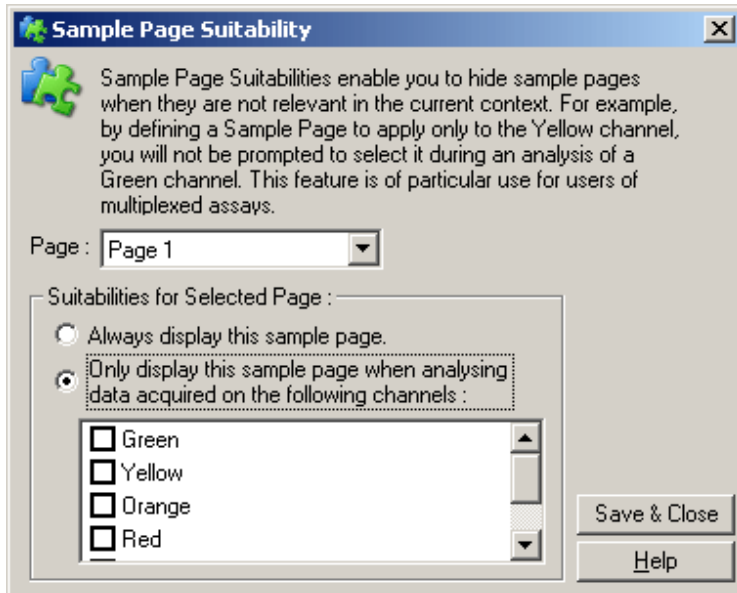 Sample Page Suitability
Sample Page Suitabilities enable you to hide sample pages
when they are not relevant in the current context. For example,
by defining a Sample Page to apply only to the Yellow channel,
you will not be prompted to select it during an analysis of a
Green channel. This feature is of particular use for users of
multiplexed assays.
Page : Page 1
Suitabilities for Selected Page :
Always display this sample page.
Only display this sample page when analysing
data acquired on the following channels :
Green
Yellow
Orange
Red
Save & Close
Help